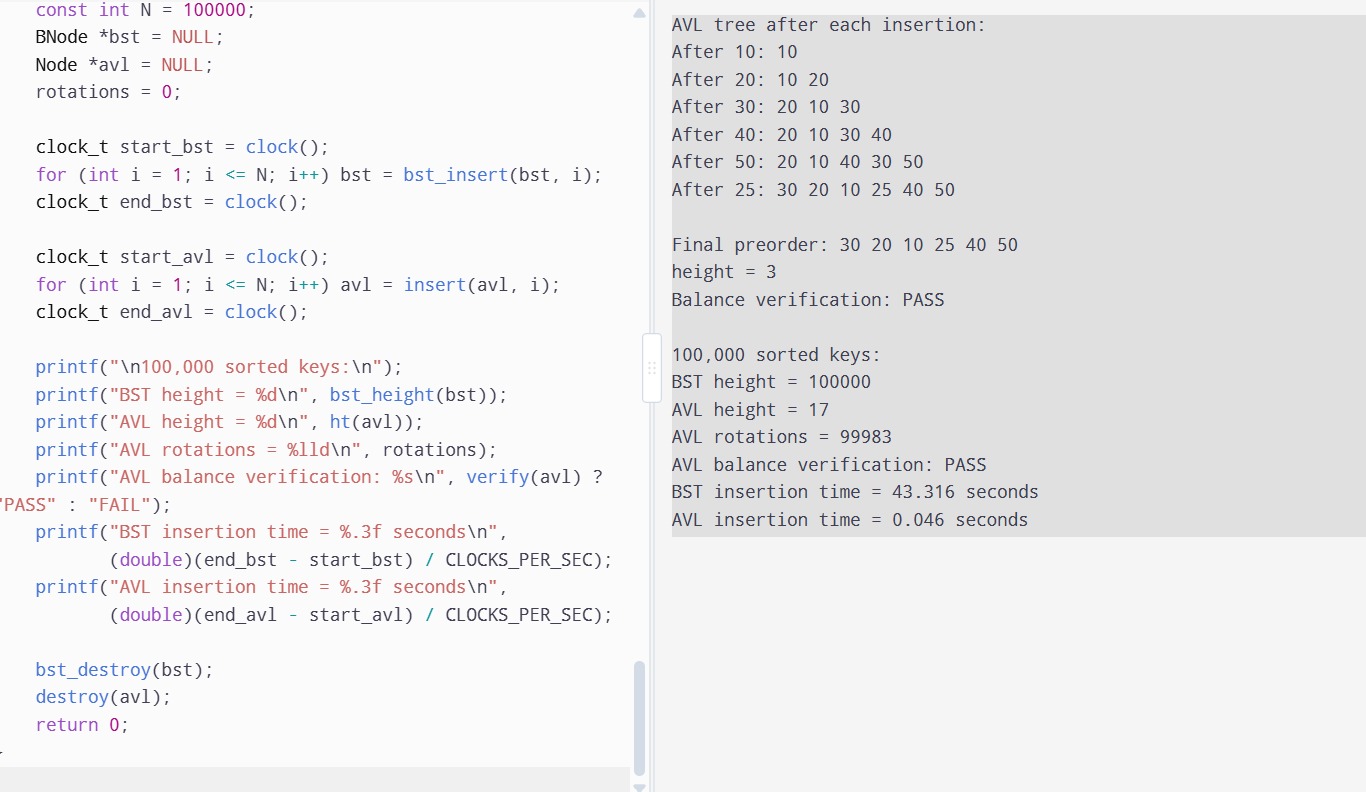 const int N = 100000;
BNode *bst = NULL;
Node *avl = NULL;
rotations = 0;
clock_t start_bst = clock();
for (int i = 1; i <= N; i++) bst = bst_insert(bst, i);
clock_t end_bst = clock();
clock_t start_avl = clock();
for (int i = 1; i <= N; i++) avl = insert(avl, i);
clock_t end_avl = clock();
printf("\n100,000 sorted keys:\n");
printf("BST height = %d\n", bst_height(bst));
printf("AVL height = %d\n", ht(avl));
printf("AVL rotations = %lld\n", rotations);
printf("AVL balance verification: %s\n", verify(avl) ?
"PASS" : "FAIL");
printf("BST insertion time = %.3f seconds\n",
(double)(end_bst - start_bst) / CLOCKS_PER_SEC);
printf("AVL insertion time = %.3f seconds\n",
(double)(end_avl - start_avl) / CLOCKS_PER_SEC);
bst_destroy(bst);
destroy(avl);
return 0;
AVL tree after each insertion:
After 10: 10
After 20: 10 20
After 30: 20 10 30
After 40: 20 10 30 40
After 50: 20 10 40 30 50
After 25: 30 20 10 25 40 50
Final preorder: 30 20 10 25 40 50
height = 3
Balance verification: PASS
100,000 sorted keys:
BST height = 100000
AVL height = 17
AVL rotations = 99983
AVL balance verification: PASS
BST insertion time = 43.316 seconds
AVL insertion time = 0.046 seconds